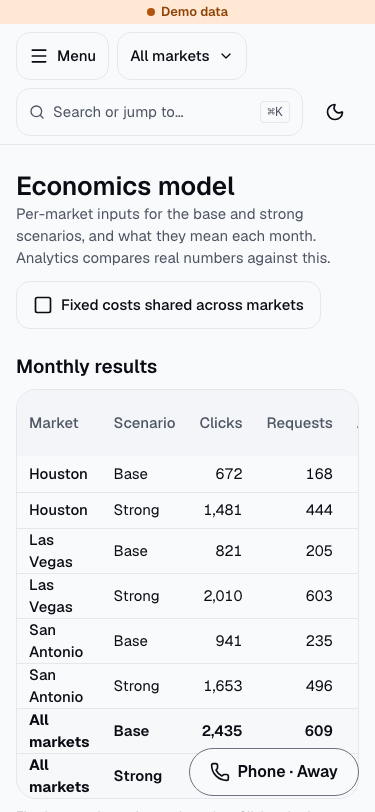 Demo data
Menu
All markets
Search or jump to...
⌘K
Economics model
Per-market inputs for the base and strong
scenarios, and what they mean each month.
Analytics compares real numbers against this.
Fixed costs shared across markets
Monthly results
Market Scenario Clicks Requests
Houston Base 672 168
Houston Strong 1,481 444
Las
Vegas Base 821 205
Las
Vegas Strong 2,010 603
San
Antonio Base 941 235
San
Antonio Strong 1,653 496
All
markets Base 2,435 609
All
markets Strong
Phone · Away